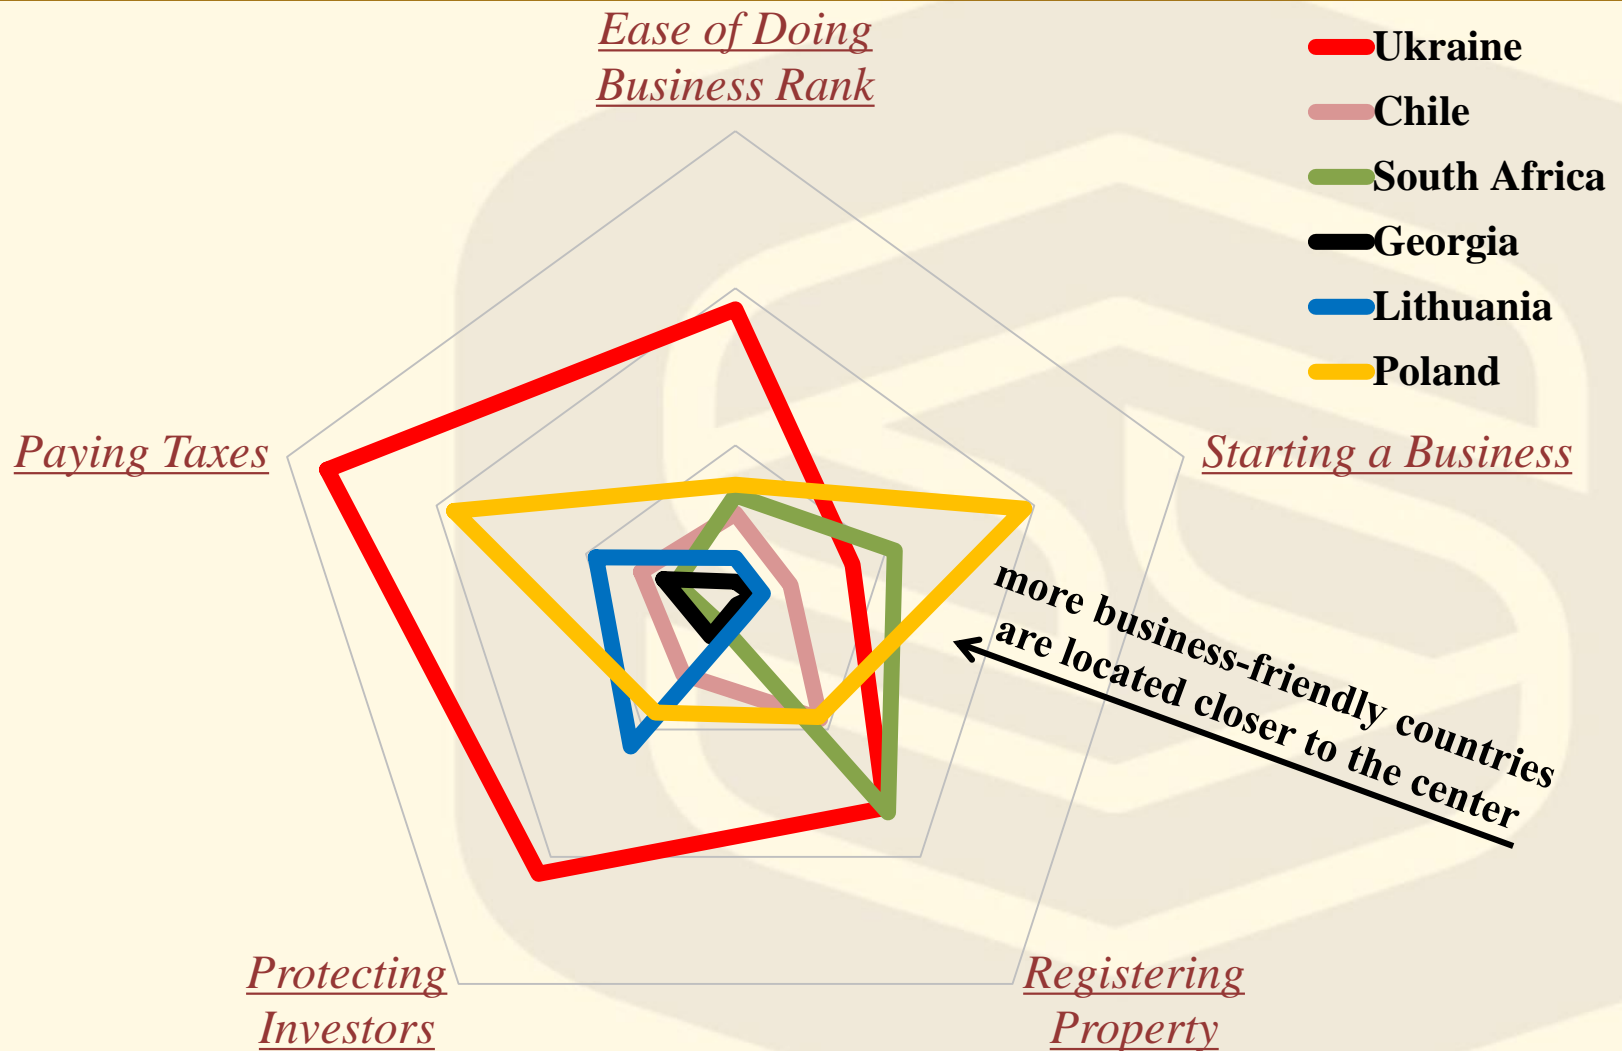 Ease of Doing
Business Rank
Ukraine
Chile
South Africa
Georgia
Lithuania
Poland
Paying Taxes
Starting a Business
more business-friendly countries
are located closer to the center
Protecting
Investors
Registering
Property